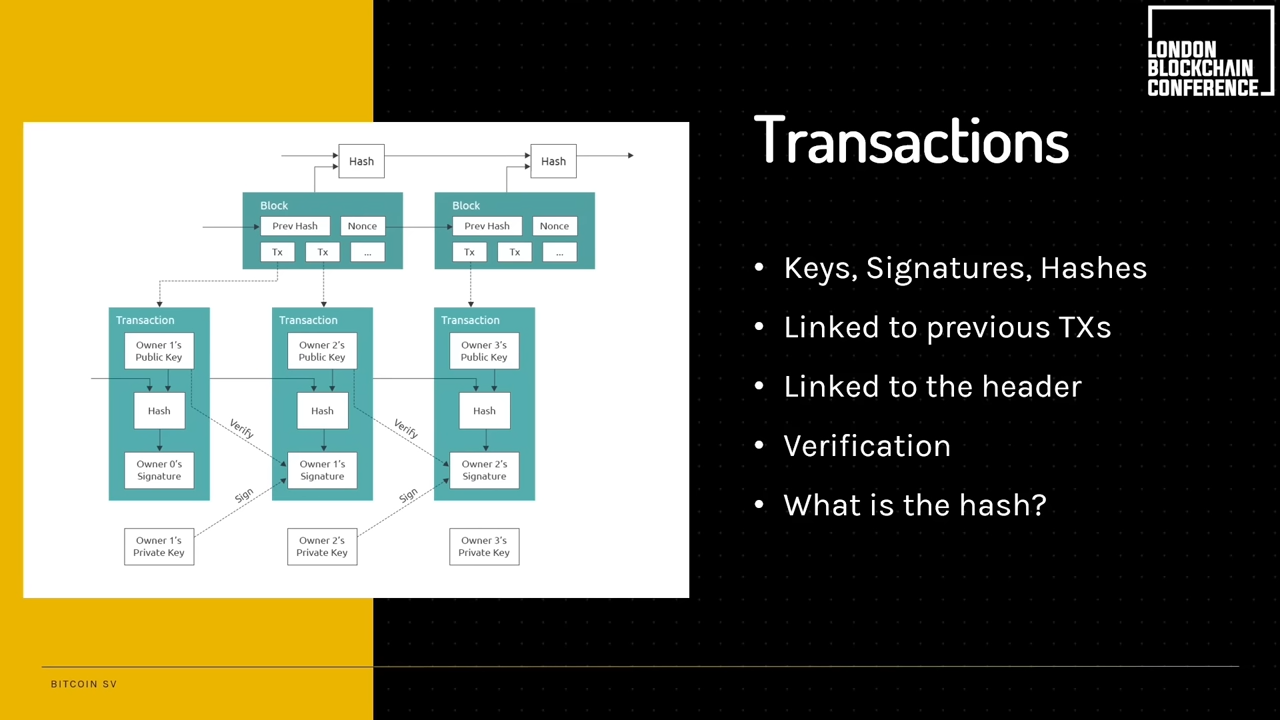 LONDON
BLOCKCHAIN
CONFERENCE
Transactions
• Keys, Signatures, Hashes
• Linked to previous TXs
• Linked to the header
• Verification
• What is the hash?
Hash
Hash
Block
Prev Hash
Nonce
Tx
Tx
...
Block
Prev Hash
Nonce
Tx
Tx
...
Transaction
Owner 1's
Public Key
Hash
Owner 0's
Signature
Transaction
Owner 2's
Public Key
Hash
Owner 1's
Signature
Transaction
Owner 3's
Public Key
Hash
Owner 2's
Signature
Verify
Verify
Sign
Sign
Owner 1's
Private Key
Owner 2's
Private Key
Owner 3's
Private Key
BITCOIN SV